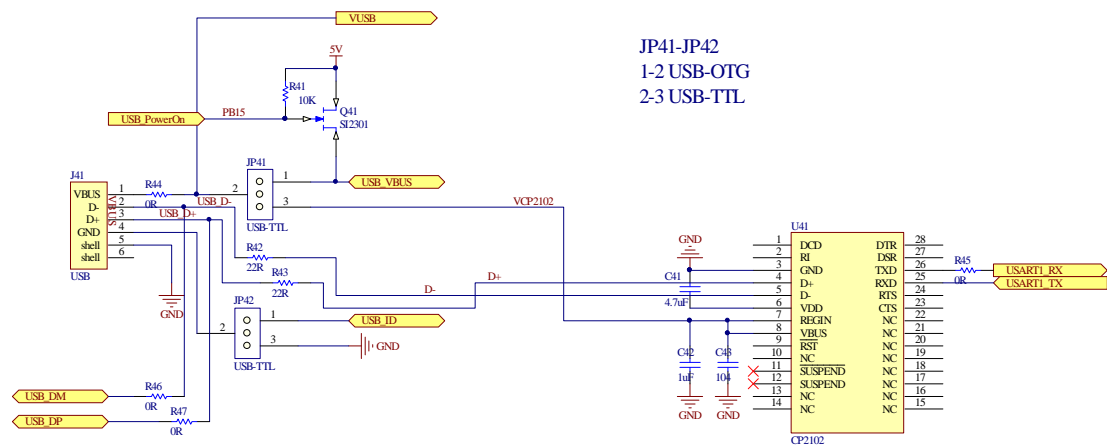 VUSB
JP41-JP42
1-2 USB-OTG
2-3 USB-TTL
5V
R41
10K
Q41
SI2301
USB_PowerOn
PB15
J41
VBUS 1
D- 2
D+ 3
GND 4
shell 5
shell 6
USB
VBUS
R44
0R
USB_D-
USB_D+
JP41
1
2
3
USB-TTL
USB_VBUS
VCP2102
R42
22R
R43
22R
D+
D-
GND
JP42
1
2
3
USB-TTL
USB_ID
GND
R46
0R
USB_DM
R47
0R
USB_DP
GND
C41
4.7uF
C42
1uF
GND
C43
104
GND
U41
1 DCD DTR 28
2 RI DSR 27
3 GND TXD 26
4 D+ RXD 25
5 D- RTS 24
6 VDD CTS 23
7 REGIN NC 22
8 VBUS NC 21
9 RST NC 20
10 NC NC 19
11 SUSPEND NC 18
12 SUSPEND NC 17
13 NC NC 16
14 NC NC 15
CP2102
R45
0R
USART1_RX
USART1_TX